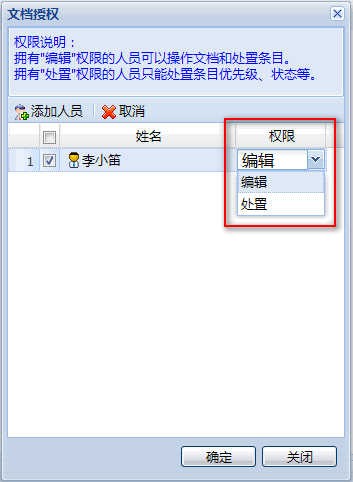 文档授权
权限说明：
拥有"编辑"权限的人员可以操作文档和处置条目。
拥有"处置"权限的人员只能处置条目优先级、状态等。
添加人员 取消
姓名 权限
1 李小笛 编辑
编辑
处置
确定 关闭